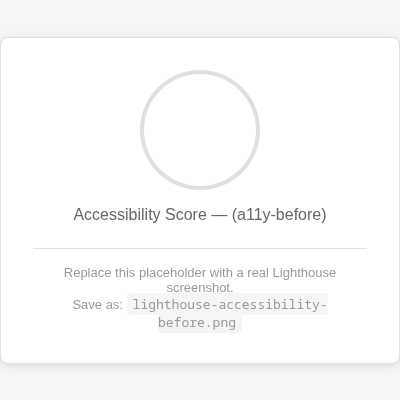 Accessibility Score — (a11y-before)
Replace this placeholder with a real Lighthouse
screenshot.
Save as: lighthouse-accessibility-
before.png